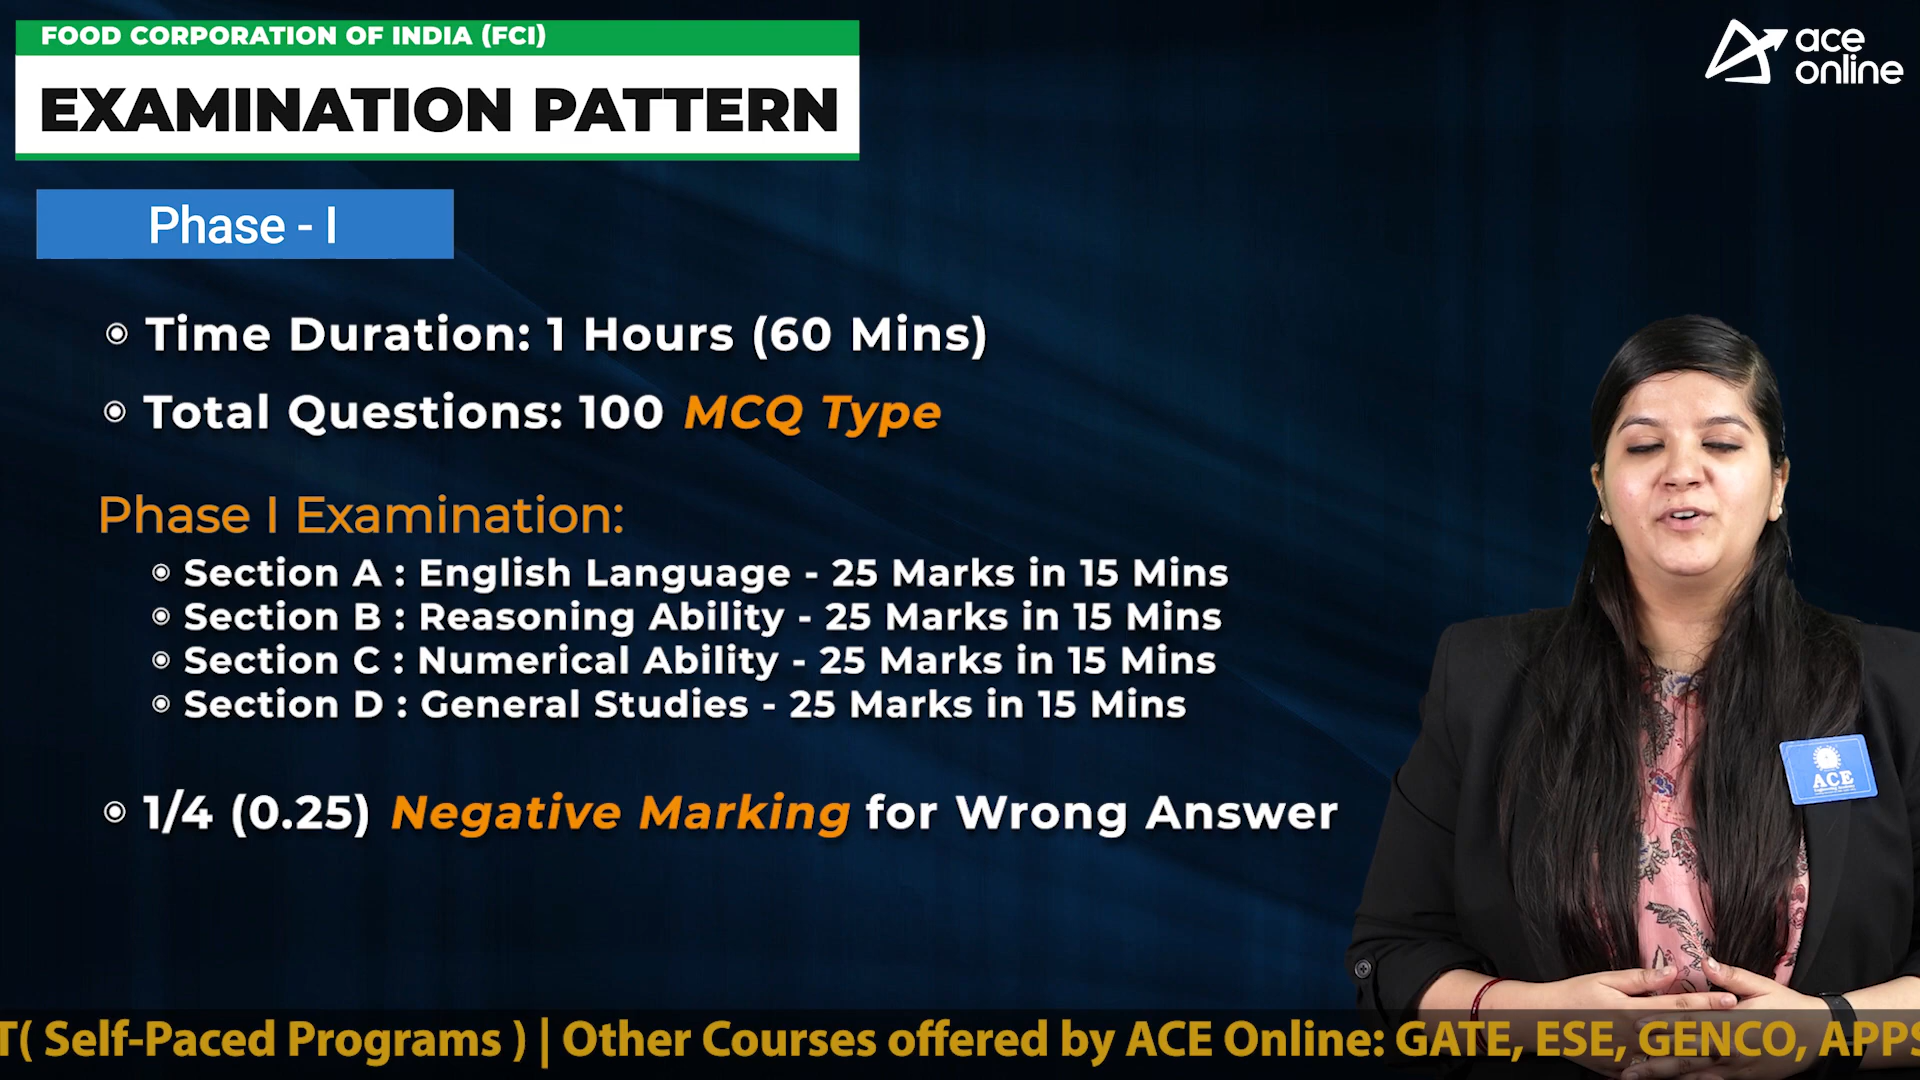 FOOD CORPORATION OF INDIA (FCI)
EXAMINATION PATTERN
ace
online
Phase - I
Time Duration: 1 Hours (60 Mins)
Total Questions: 100 MCQ Type
Phase I Examination:
Section A : English Language - 25 Marks in 15 Mins
Section B : Reasoning Ability - 25 Marks in 15 Mins
Section C : Numerical Ability - 25 Marks in 15 Mins
Section D : General Studies - 25 Marks in 15 Mins
1/4 (0.25) Negative Marking for Wrong Answer
ACE
T( Self-Paced Programs ) | Other Courses offered by ACE Online: GATE, ESE, GENCO, APPS